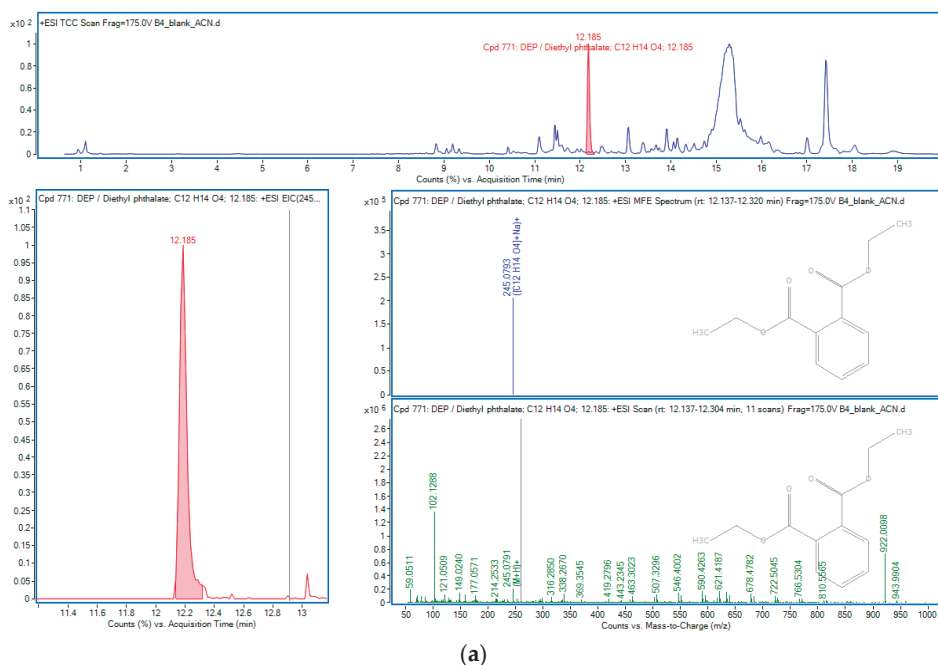 x10 2
+ESI TCC Scan Frag=175.0V B4_blank_ACN.d
12.185
Cpd 771: DEP / Diethyl phthalate; C12 H14 O4; 12.185
1
0.8
0.6
0.4
0.2
0
1 2 3 4 5 6 7 8 9 10 11 12 13 14 15 16 17 18 19
Counts (%) vs. Acquisition Time (min)
x10 2
Cpd 771: DEP / Diethyl phthalate; C12 H14 O4; 12.185: +ESI EIC(245...
12.185
1.1
1
0.95
0.9
0.85
0.8
0.75
0.7
0.65
0.6
0.55
0.5
0.45
0.4
0.35
0.3
0.25
0.2
0.15
0.1
0.05
0
11.4 11.6 11.8 12 12.2 12.4 12.6 12.8 13
Counts (%) vs. Acquisition Time (min)
x10 5
Cpd 771: DEP / Diethyl phthalate; C12 H14 O4; 12.185: +ESI MFE Spectrum (rt: 12.137-12.320 min) Frag=175.0V B4_blank_ACN.d
3.5
3
2.5
2
1.5
1
0.5
0
245.0793
([C12 H14 O4]+Na)+
CH3
O
O
O
H3C
O
x10 6
Cpd 771: DEP / Diethyl phthalate; C12 H14 O4; 12.185: +ESI Scan (rt: 12.137-12.304 min, 11 scans) Frag=175.0V B4_blank_ACN.d
2.6
2.4
2.2
2
1.8
1.6
1.4
1.2
1
0.8
0.6
0.4
0.2
0
59.0511
102.1288
121.0509
149.0240
177.0571
214.2533
245.0791
(M+H)+
316.2850
338.2670
369.3545
419.2796
443.2345
463.3023
507.3296
546.4002
590.4263
621.4187
678.4782
722.5045
766.5304
810.5565
922.0098
943.9904
CH3
O
O
O
H3C
O
50 100 150 200 250 300 350 400 450 500 550 600 650 700 750 800 850 900 950 1000
Counts vs. Mass-to-Charge (m/z)
(a)